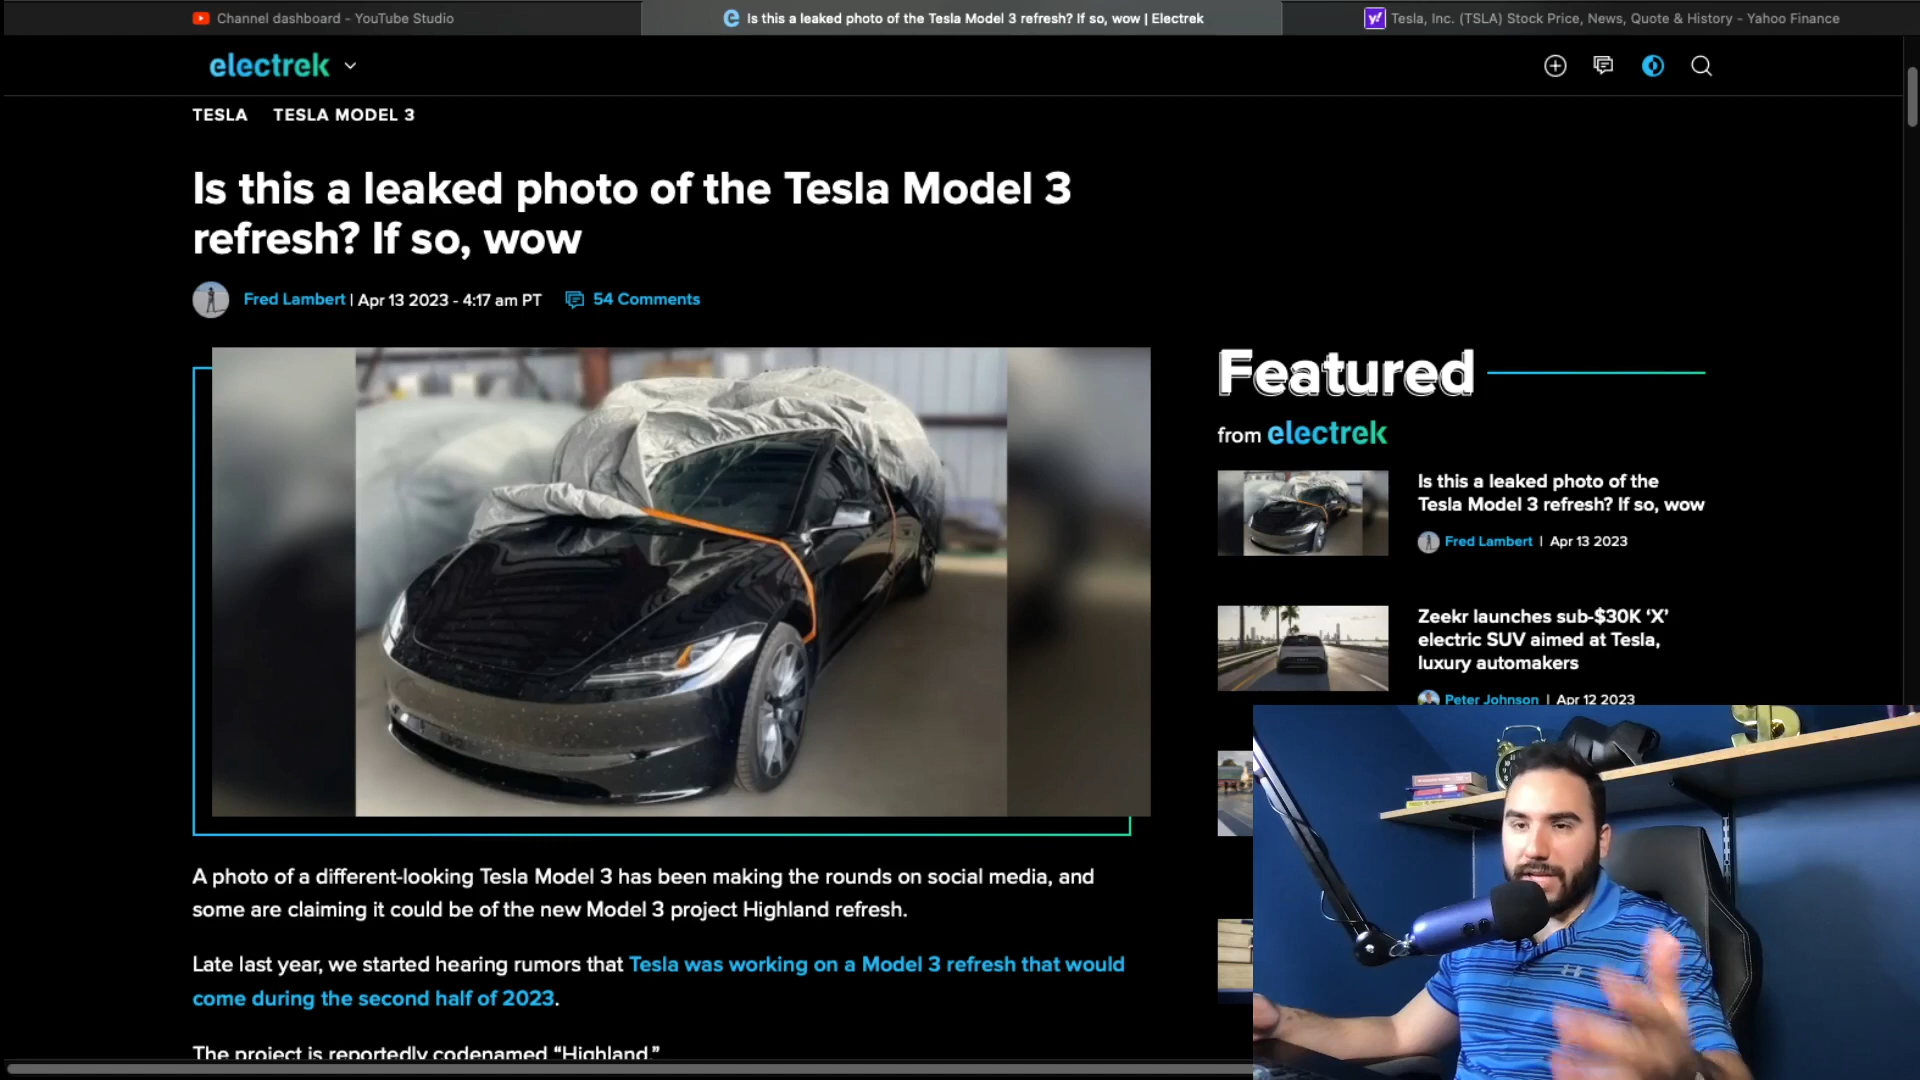 Channel dashboard - YouTube Studio
Is this a leaked photo of the Tesla Model 3 refresh? If so, wow | Electrek
Tesla, Inc. (TSLA) Stock Price, News, Quote & History - Yahoo Finance
electrek
TESLA TESLA MODEL 3
Is this a leaked photo of the Tesla Model 3
refresh? If so, wow
Fred Lambert | Apr 13 2023 - 4:17 am PT 54 Comments
Featured
from electrek
Is this a leaked photo of the
Tesla Model 3 refresh? If so, wow
Fred Lambert | Apr 13 2023
Zeekr launches sub-$30K ‘X’
electric SUV aimed at Tesla,
luxury automakers
Peter Johnson | Apr 12 2023
A photo of a different-looking Tesla Model 3 has been making the rounds on social media, and
some are claiming it could be of the new Model 3 project Highland refresh.
Late last year, we started hearing rumors that Tesla was working on a Model 3 refresh that would
come during the second half of 2023.
The project is reportedly codenamed “Highland.”